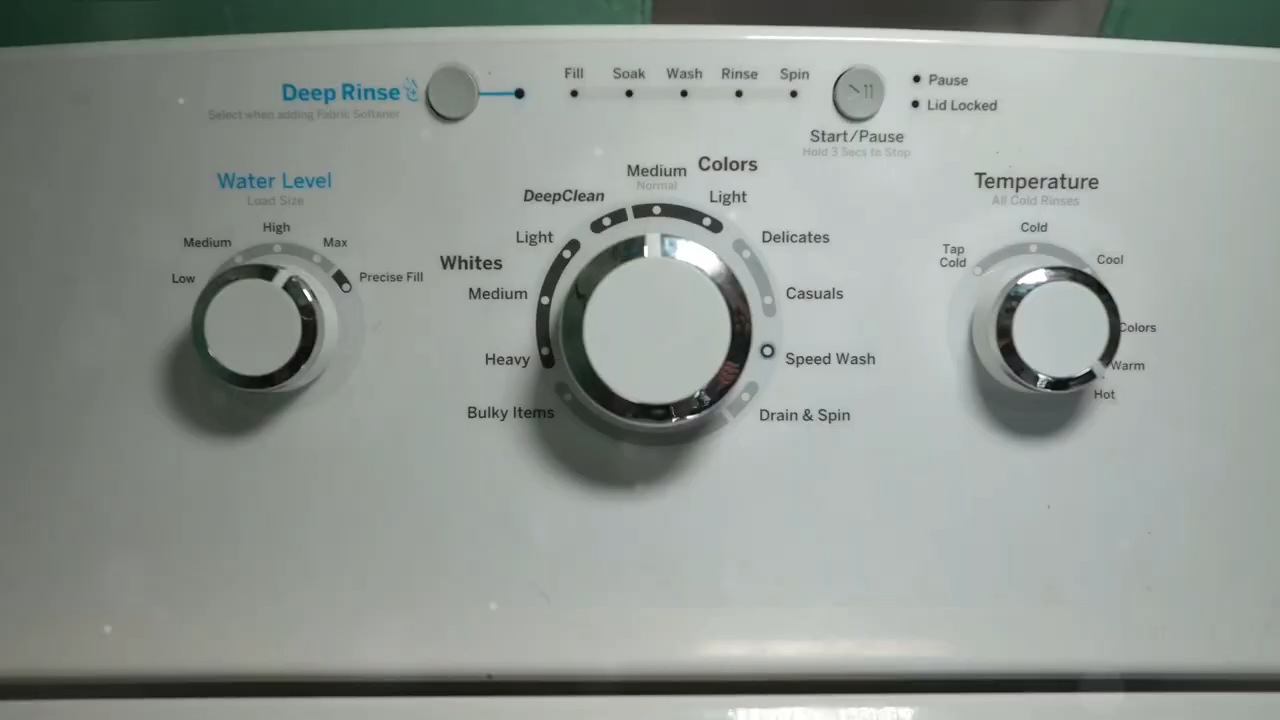 Deep Rinse
Select when adding Fabric Softener
Fill
Soak
Wash
Rinse
Spin
Start/Pause
Hold 3 Secs to Stop
Pause
Lid Locked
Water Level
Load Size
Low
Medium
High
Max
Precise Fill
Whites
Bulky Items
Heavy
Medium
Light
DeepClean
Medium
Normal
Colors
Light
Delicates
Casuals
Speed Wash
Drain & Spin
Temperature
All Cold Rinses
Tap
Cold
Cold
Cool
Colors
Warm
Hot